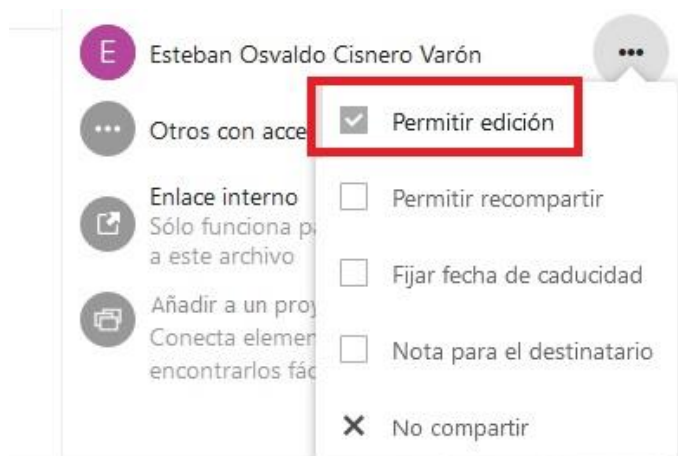 E
Esteban Osvaldo Cisnero Varón
Otros con acce
Permitir edición
Enlace interno
Sólo funciona pa
a este archivo
Permitir recompartir
Fijar fecha de caducidad
Añadir a un proy
Conecta elemen
encontrarlos fác
Nota para el destinatario
No compartir